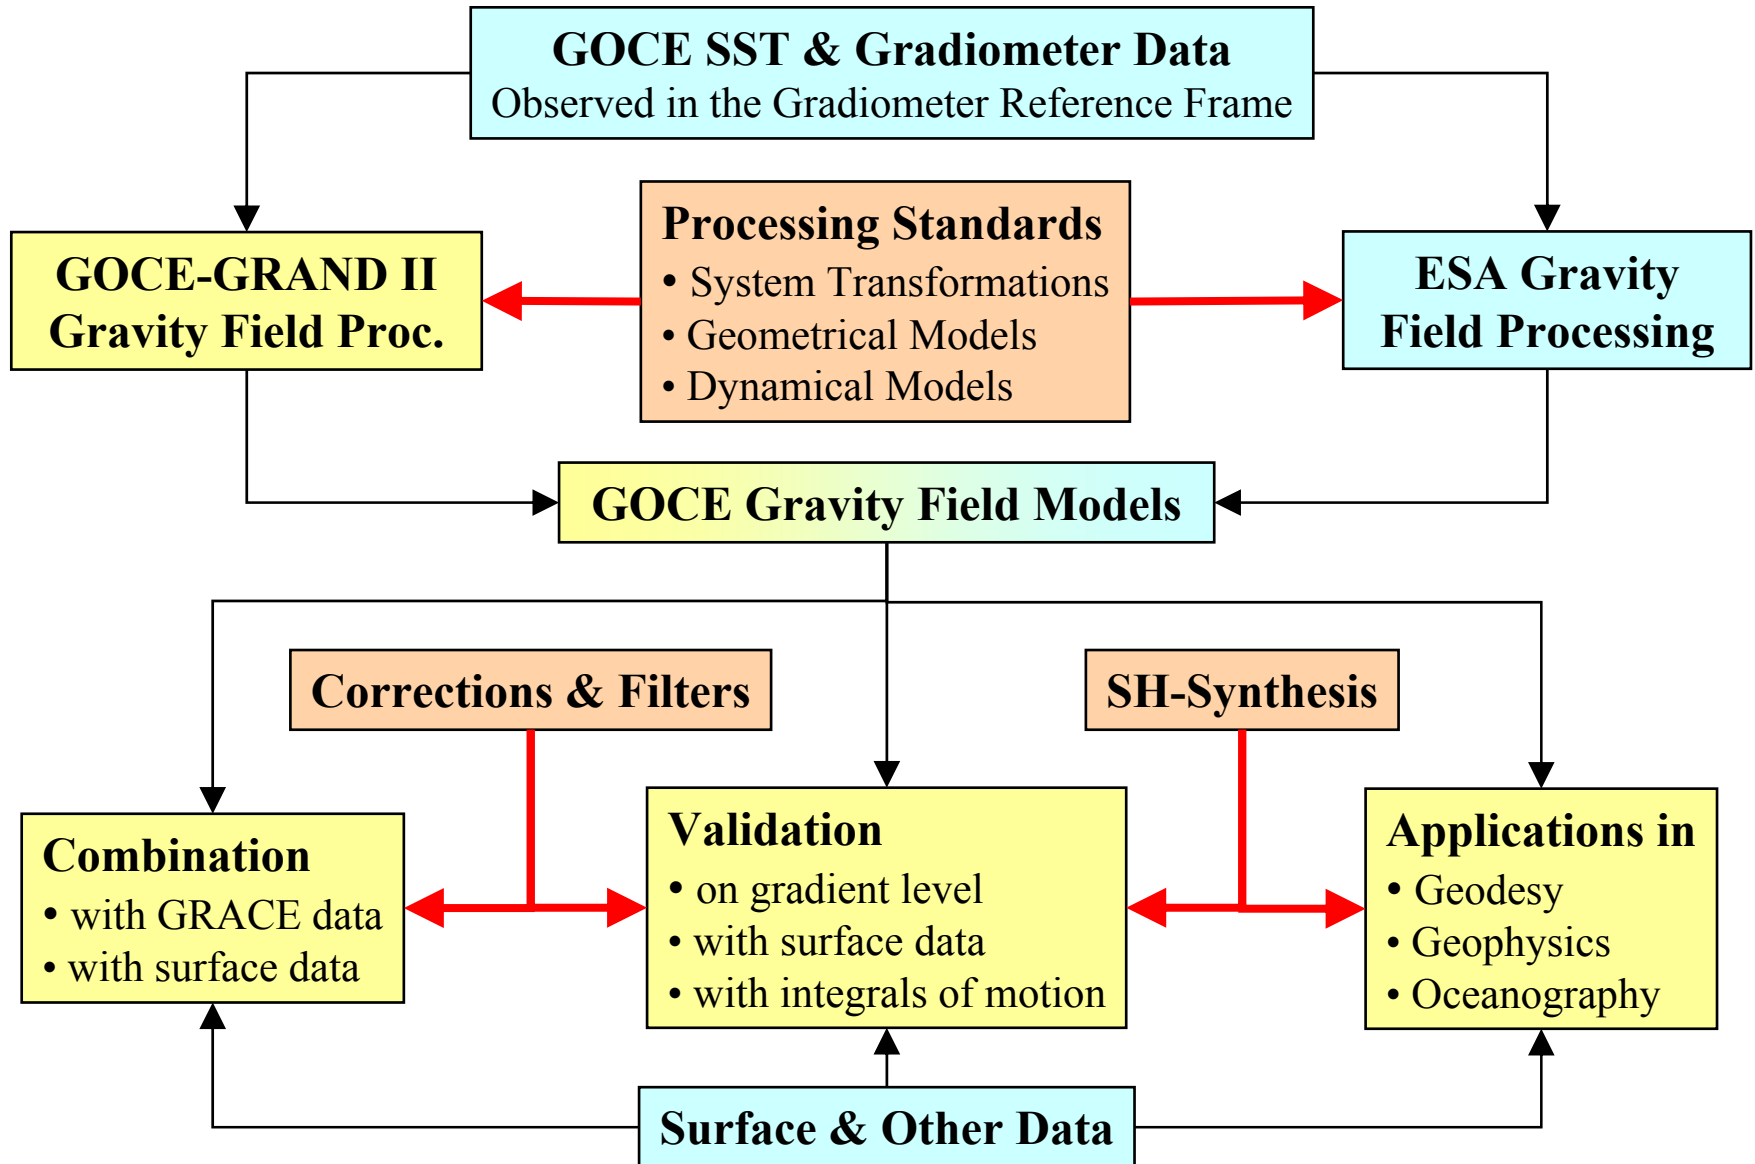 GOCE SST & Gradiometer Data
Observed in the Gradiometer Reference Frame
Processing Standards
• System Transformations
• Geometrical Models
• Dynamical Models
GOCE-GRAND II
Gravity Field Proc.
ESA Gravity
Field Processing
GOCE Gravity Field Models
Corrections & Filters
SH-Synthesis
Combination
• with GRACE data
• with surface data
Validation
• on gradient level
• with surface data
• with integrals of motion
Applications in
• Geodesy
• Geophysics
• Oceanography
Surface & Other Data